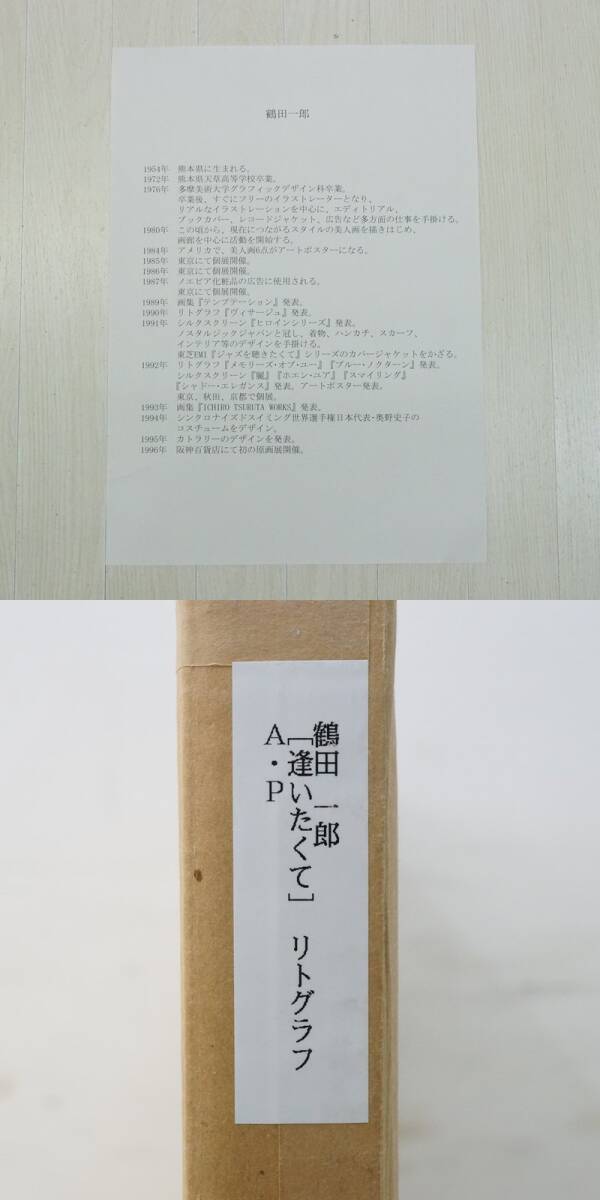 鶴田一郎
1954年 熊本県に生まれる。
1972年 熊本県天草高等学校卒業。
1976年 多摩美術大学グラフィックデザイン科卒業。
卒業後、すぐにフリーのイラストレーターとなり、
リアルなイラストレーションを中心に、エディトリアル、
ブックカバー、レコードジャケット、広告など多方面の仕事を手掛ける。
1980年 この頃から、現在につながるスタイルの美人画を描きはじめ、
画廊を中心に活動を開始する。
1984年 アメリカで、美人画6点がアートポスターになる。
1985年 東京にて個展開催。
1986年 東京にて個展開催。
1987年 ノエビア化粧品の広告に使用される。
東京にて個展開催。
1989年 画集『テンプテーション』発表。
1990年 リトグラフ『ヴィサージュ』発表。
1991年 シルクスクリーン『ヒロインシリーズ』発表。
ノスタルジックジャパンと冠し、着物、ハンカチ、スカーフ、
インテリア等のデザインを手掛ける。
東芝EMI『ジャズを聴きたくて』シリーズのカバージャケットをかざる。
1992年 リトグラフ『メモリーズ・オブ・ユー』『ブルー・ノクターン』発表。
シルクスクリーン『朧』『ホエン・ユア』『スマイリング』
『シャドー・エレガンス』発表。アートポスター発表。
東京、秋田、京都で個展。
1993年 画集『ICHIRO TSURUTA WORKS』発表。
1994年 シンクロナイズドスイミング世界選手権日本代表・奥野史子の
コスチュームをデザイン。
1995年 カトラリーのデザインを発表。
1996年 阪神百貨店にて初の原画展開催。
鶴田 一郎
[逢いたくて] リトグラフ
A・P